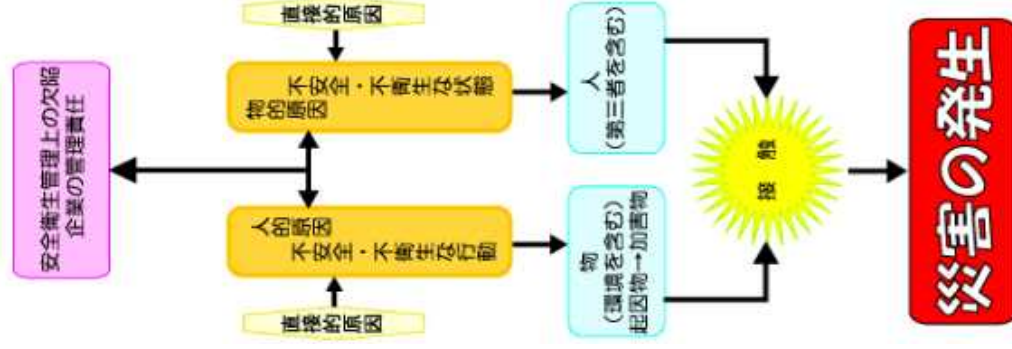 安全衛生管理上の欠陥
企業の管理責任
直接的原因
物的原因
不安全・不衛生な状態
人的原因
不安全・不衛生な行動
直接的原因
人
(第三者を含む)
物
(環境を含む)
起因物→加害物
接触
災害の発生